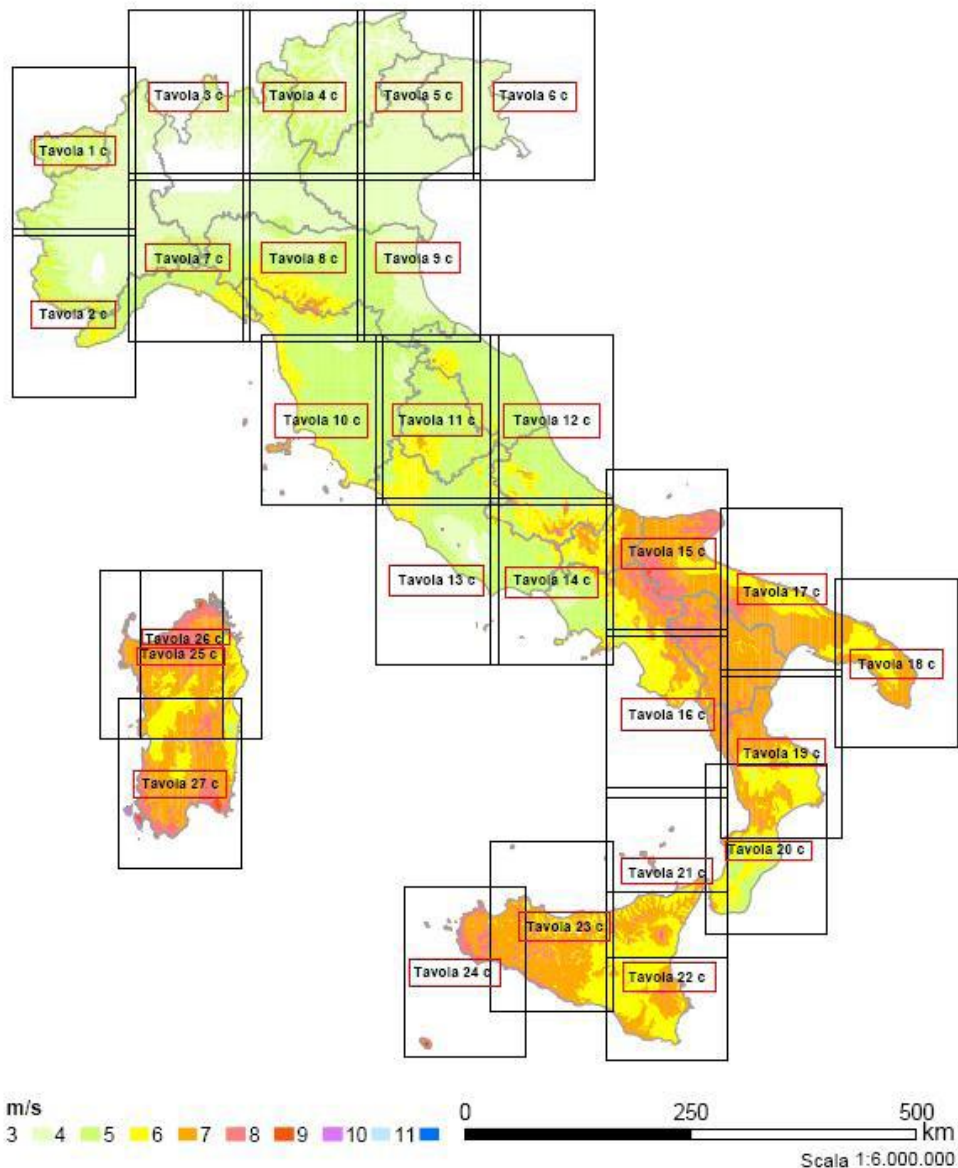 Tavola 3 c
Tavola 4 c
Tavola 5 c
Tavola 6 c
Tavola 1 c
Tavola 7 c
Tavola 8 c
Tavola 9 c
Tavola 2 c
Tavola 10 c
Tavola 11 c
Tavola 12 c
Tavola 15 c
Tavola 13 c
Tavola 14 c
Tavola 17 c
Tavola 26 c
Tavola 25 c
Tavola 18 c
Tavola 16 c
Tavola 19 c
Tavola 27 c
Tavola 20 c
Tavola 21 c
Tavola 23 c
Tavola 24 c
Tavola 22 c
m/s
3 4 5 6 7 8 9 10 11
0 250 500
km
Scala 1:6.000.000